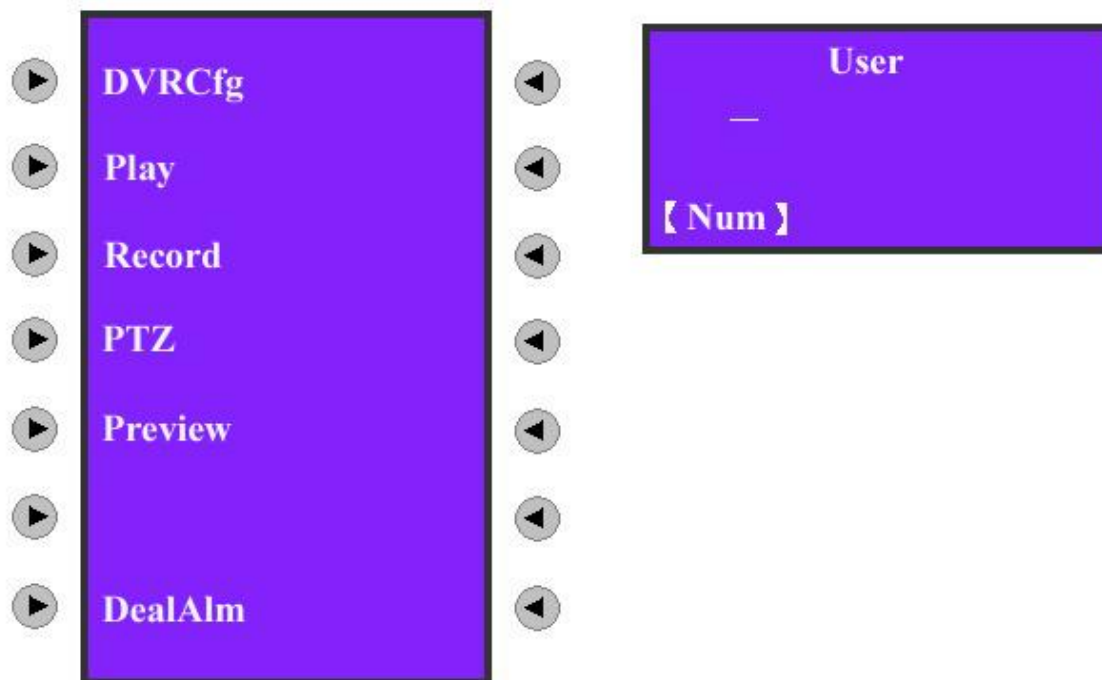 DVRCfg
Play
Record
PTZ
Preview
DealAlm
User
【 Num 】